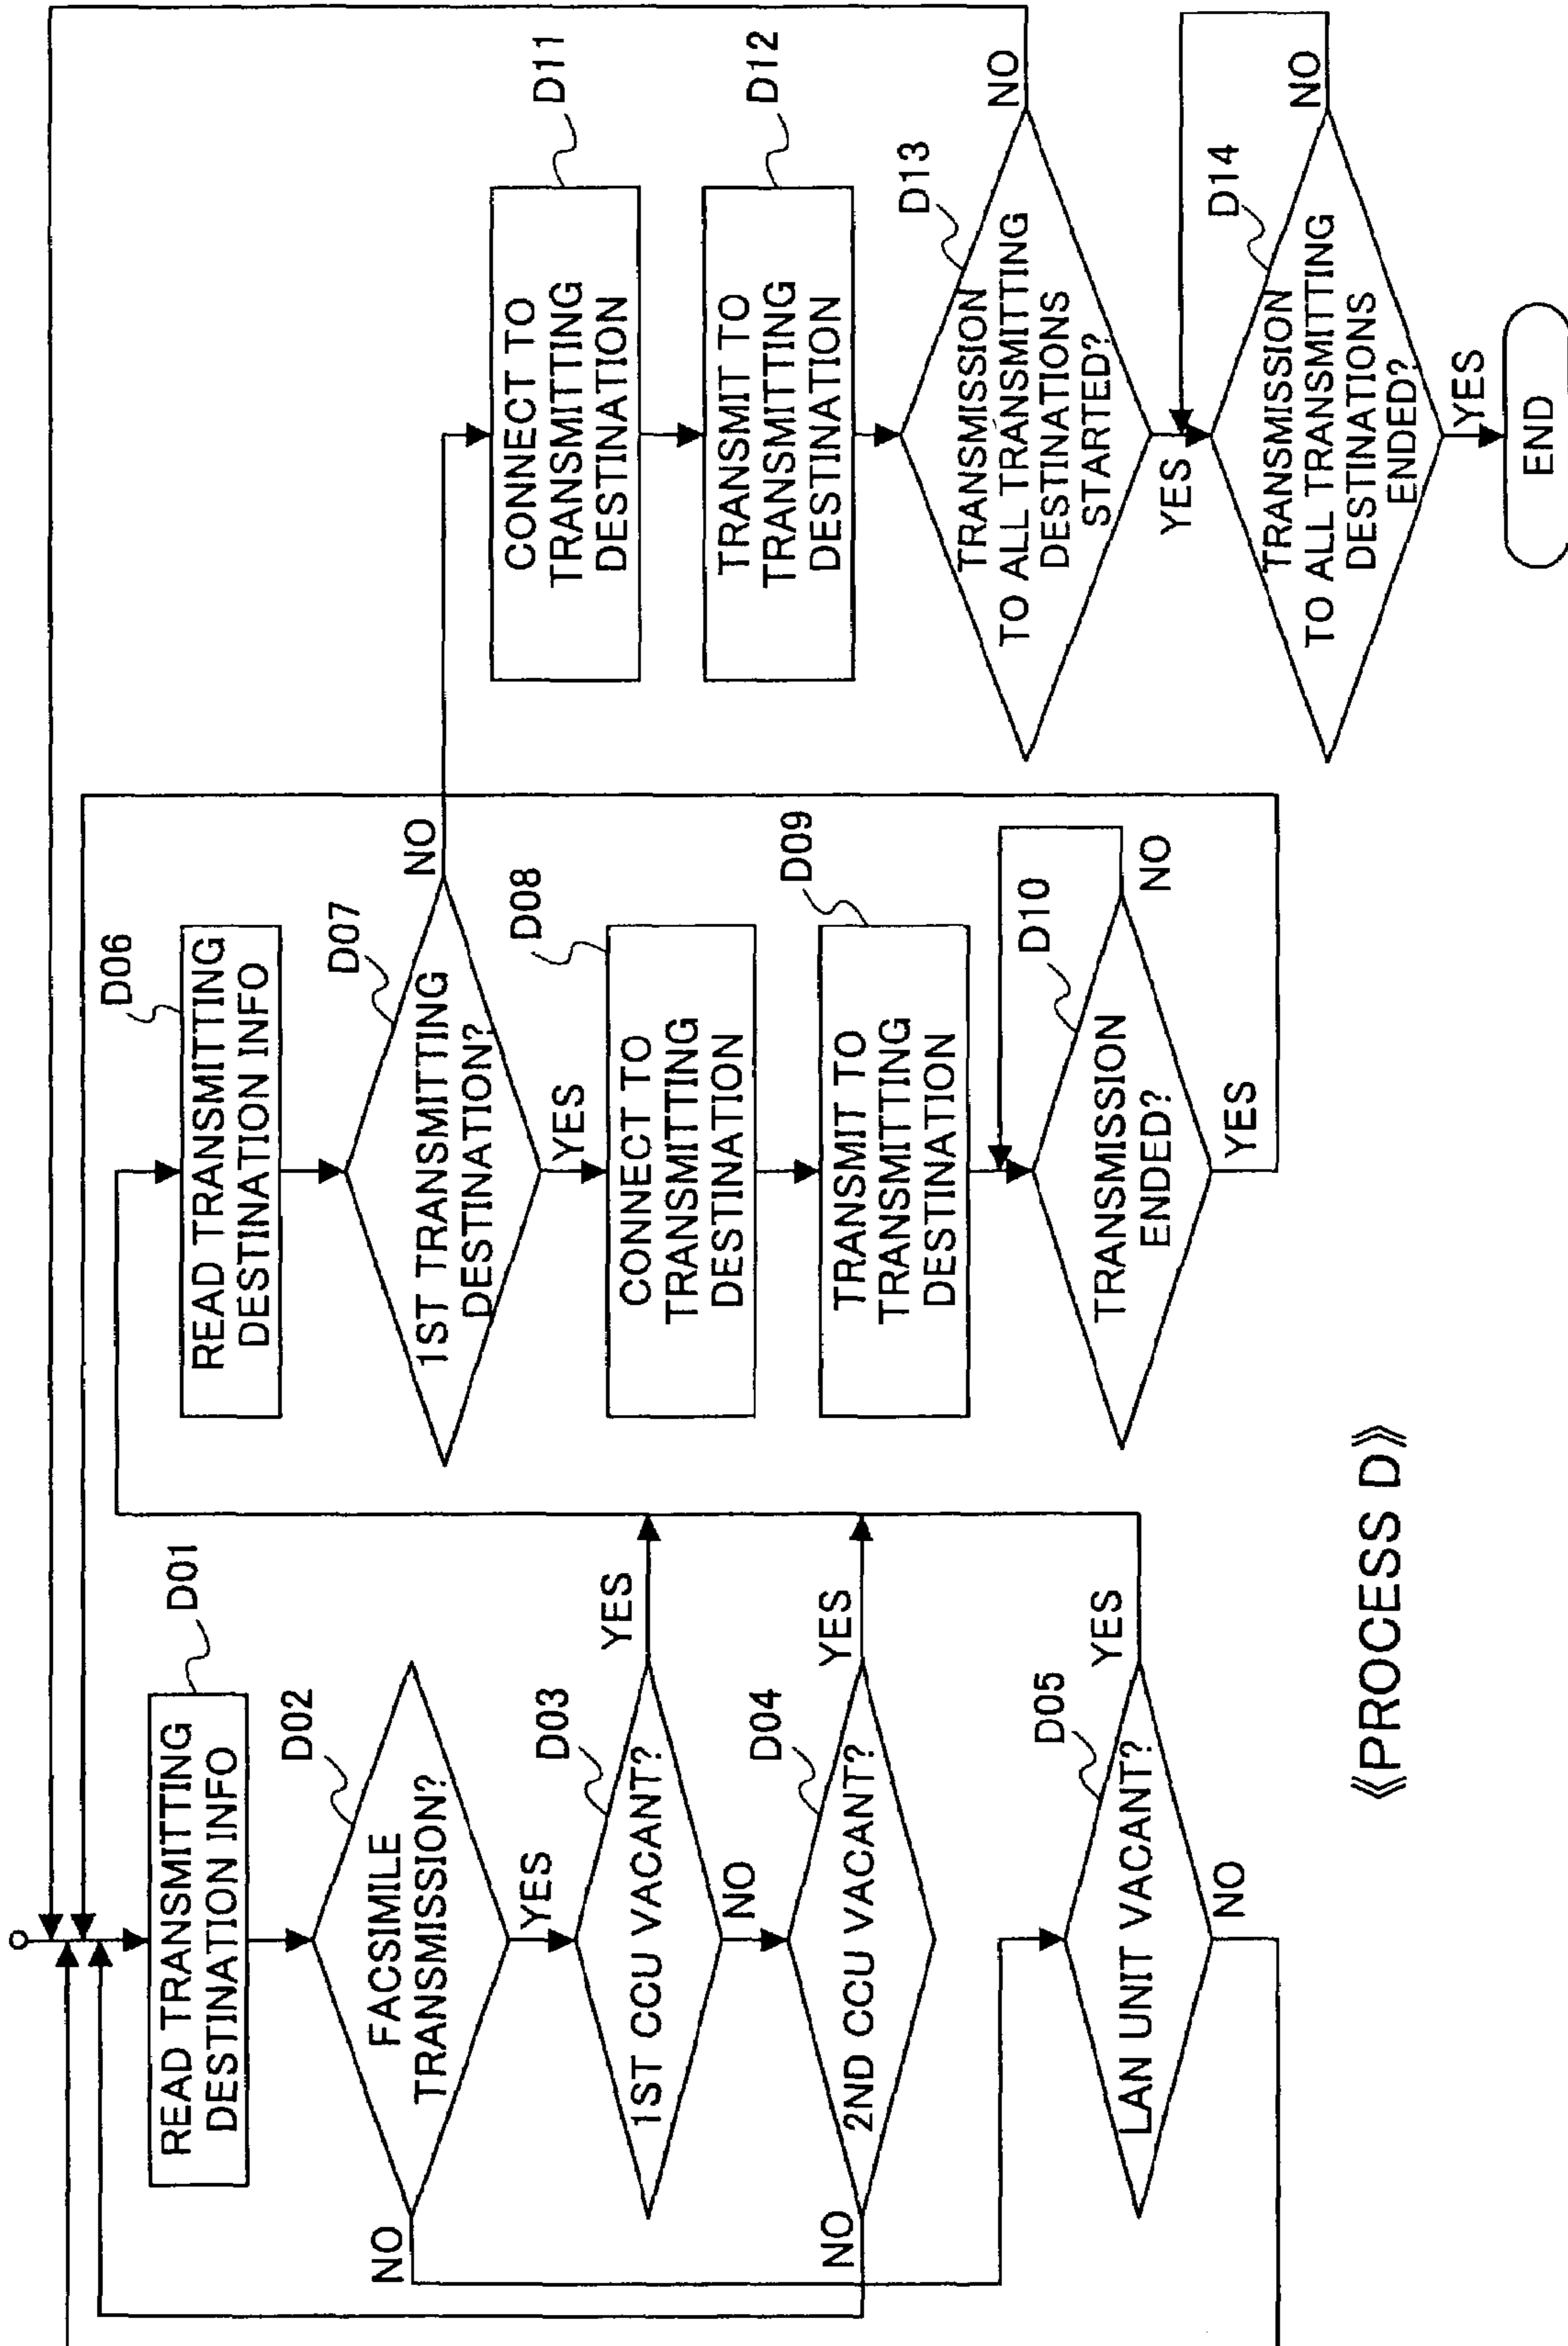 D01
READ TRANSMITTING
DESTINATION INFO
D02
FACSIMILE
TRANSMISSION?
NO
YES
D03
1ST CCU VACANT?
YES
NO
D04
2ND CCU VACANT?
YES
NO
D05
LAN UNIT VACANT?
YES
NO
D06
READ TRANSMITTING
DESTINATION INFO
D07
1ST TRANSMITTING
DESTINATION?
NO
YES
D08
CONNECT TO
TRANSMITTING
DESTINATION
D09
TRANSMIT TO
TRANSMITTING
DESTINATION
D10
TRANSMISSION
ENDED?
NO
YES
D11
CONNECT TO
TRANSMITTING
DESTINATION
D12
TRANSMIT TO
TRANSMITTING
DESTINATION
D13
TRANSMISSION
TO ALL TRANSMITTING
DESTINATIONS
STARTED?
NO
YES
D14
TRANSMISSION
TO ALL TRANSMITTING
DESTINATIONS
ENDED?
NO
YES
END
《PROCESS D》